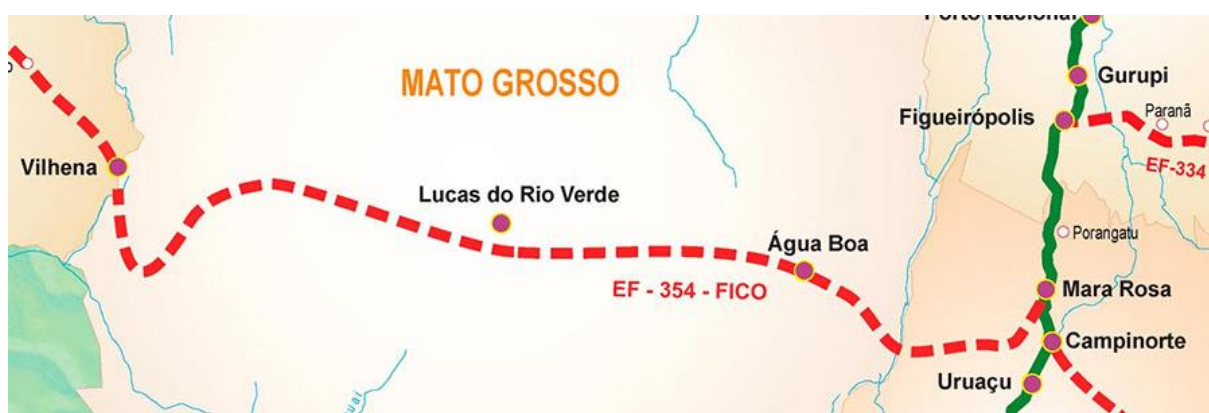 Porto Nacional
MATO GROSSO
Gurupi
Figueirópolis
Paranã
EF-334
Vilhena
Lucas do Rio Verde
Porangatu
Água Boa
EF - 354 - FICO
Mara Rosa
Campinorte
Uruaçu